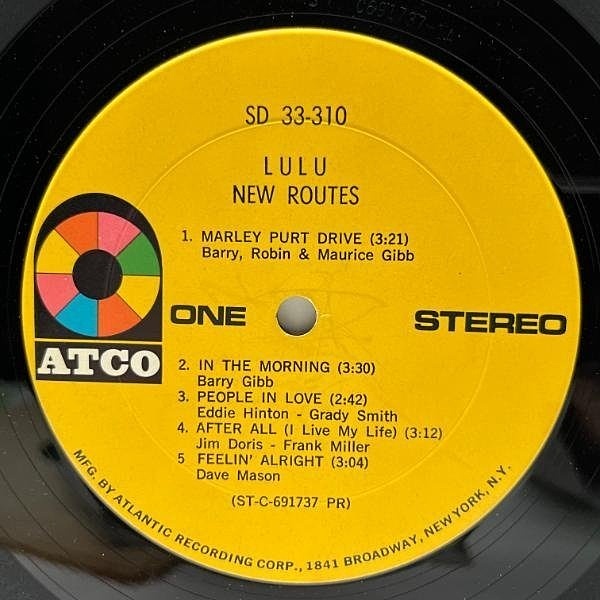 SD 33-310
LULU
NEW ROUTES
1. MARLEY PURT DRIVE (3:21)
Barry, Robin & Maurice Gibb
ONE
STEREO
ATCO
2. IN THE MORNING (3:30)
Barry Gibb
3. PEOPLE IN LOVE (2:42)
Eddie Hinton - Grady Smith
4. AFTER ALL (I Live My Life) (3:12)
Jim Doris - Frank Miller
5 FEELIN' ALRIGHT (3:04)
Dave Mason
(ST-C-691737 PR)
MFG. BY ATLANTIC RECORDING CORP., 1841 BROADWAY, NEW YORK, N.Y.